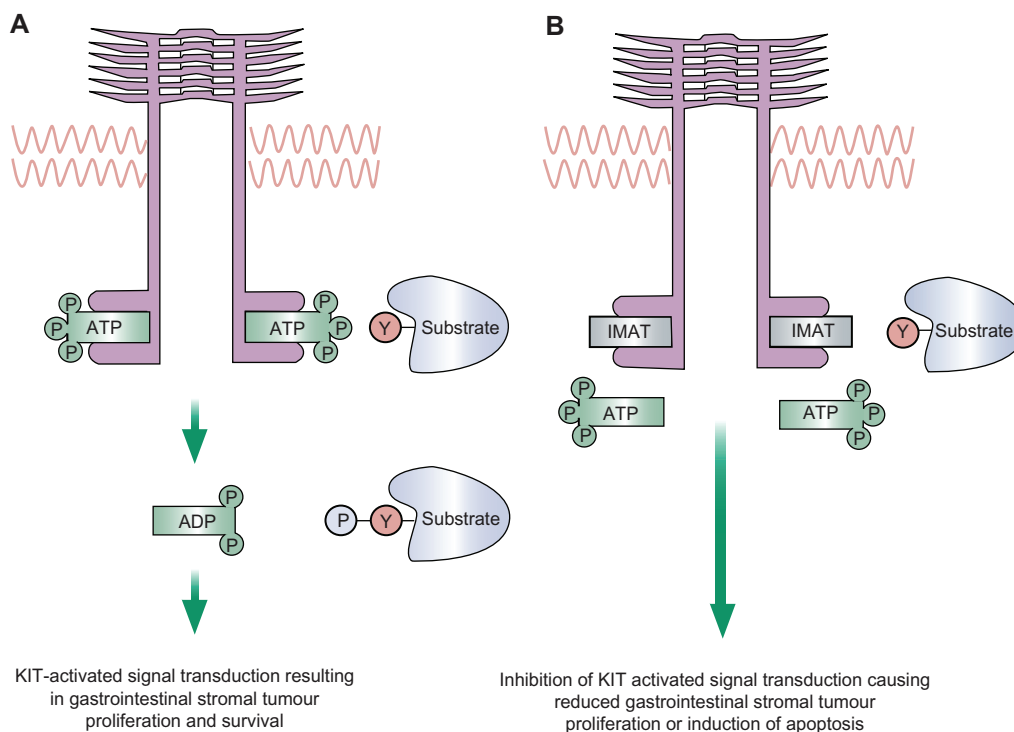 A
B
P
P
P
ATP
ATP
P
P
P
Y
Substrate
IMAT
IMAT
Y
Substrate
P
P
P
ATP
ATP
P
P
P
ADP
P
P
P
Y
Substrate
KIT-activated signal transduction resulting
in gastrointestinal stromal tumour
proliferation and survival
Inhibition of KIT activated signal transduction causing
reduced gastrointestinal stromal tumour
proliferation or induction of apoptosis